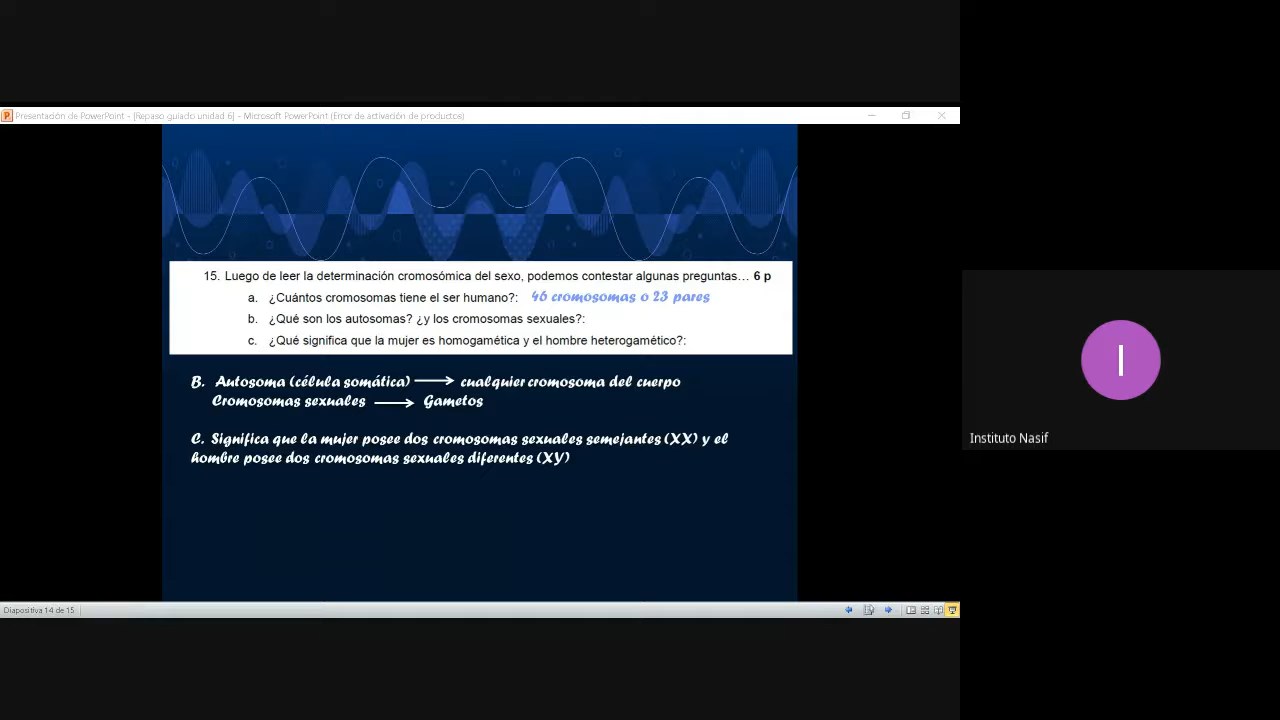 Presentación de PowerPoint - [Repaso guiado unidad 6] - Microsoft PowerPoint (Error de activación de productos)
15. Luego de leer la determinación cromosómica del sexo, podemos contestar algunas preguntas... 6 p
a. ¿Cuántos cromosomas tiene el ser humano?: 46 cromosomas o 23 pares
b. ¿Qué son los autosomas? ¿y los cromosomas sexuales?:
c. ¿Qué significa que la mujer es homogamética y el hombre heterogamético?:
B. Autosoma (célula somática) → cualquier cromosoma del cuerpo
Cromosomas sexuales → Gametos
C. Significa que la mujer posee dos cromosomas sexuales semejantes (XX) y el
hombre posee dos cromosomas sexuales diferentes (XY)
I
Instituto Nasif
Diapositiva 14 de 15